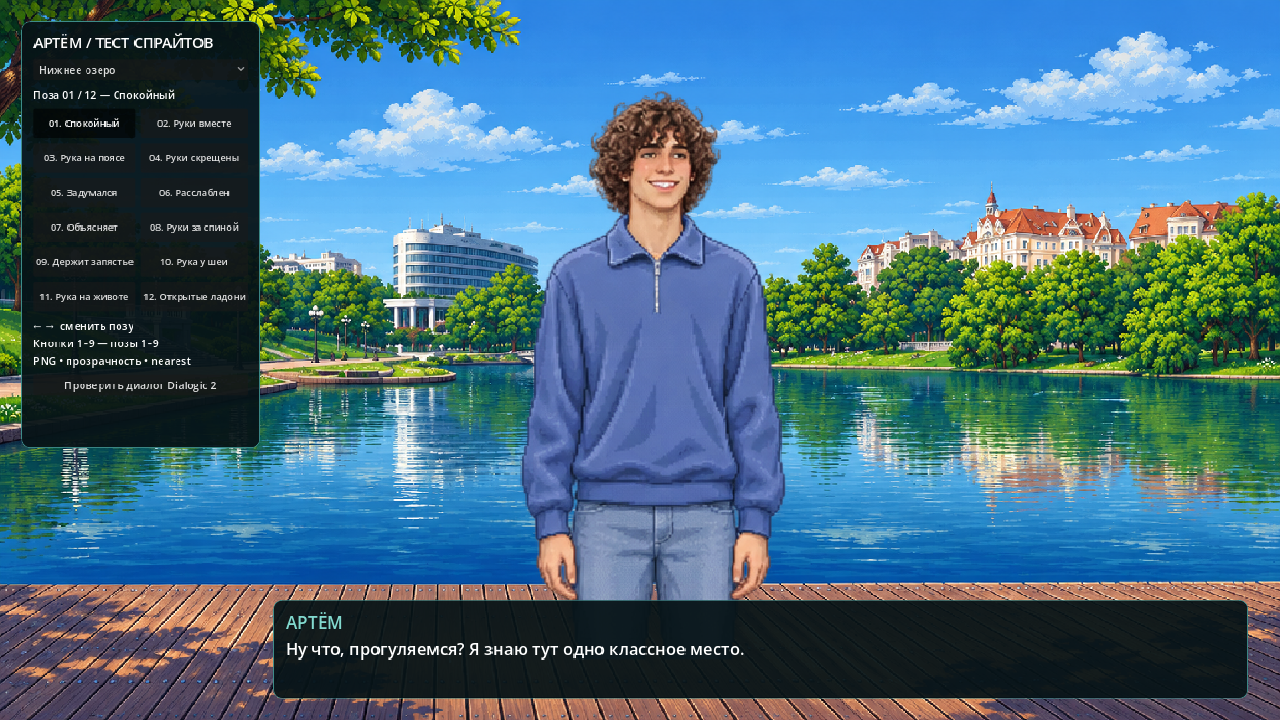 АРТЁМ / ТЕСТ СПРАЙТОВ
Нижнее озеро
Поза 01 / 12 — Спокойный
01. Спокойный
02. Руки вместе
03. Рука на поясе
04. Руки скрещены
05. Задумался
06. Расслаблен
07. Объясняет
08. Руки за спиной
09. Держит запястье
10. Рука у шеи
11. Рука на животе
12. Открытые ладони
← → сменить позу
Кнопки 1–9 — позы 1–9
PNG • прозрачность • nearest
Проверить диалог Dialogic 2
АРТЁМ
Ну что, прогуляемся? Я знаю тут одно классное место.